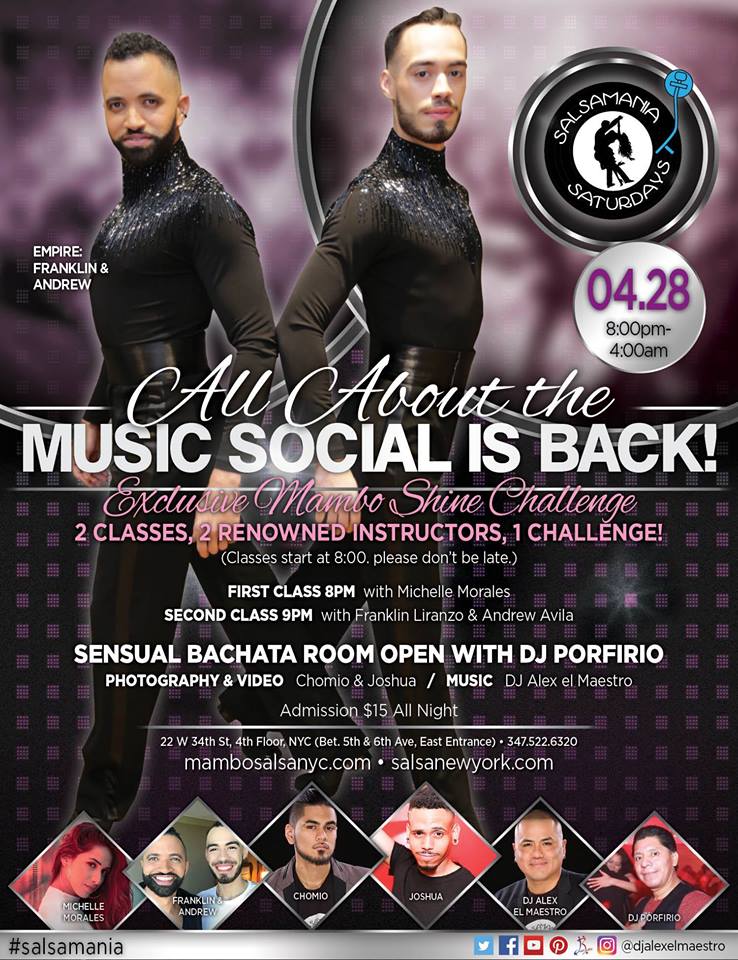 SALSAMANIA
SATURDAYS
EMPIRE:
FRANKLIN &
ANDREW
04.28
8:00pm-
4:00am
All About the
MUSIC SOCIAL IS BACK!
Exclusive Mambo Shine Challenge
2 CLASSES, 2 RENOWNED INSTRUCTORS, 1 CHALLENGE!
(Classes start at 8:00. please don't be late.)
FIRST CLASS 8PM with Michelle Morales
SECOND CLASS 9PM with Franklin Liranzo & Andrew Avila
SENSUAL BACHATA ROOM OPEN WITH DJ PORFIRIO
PHOTOGRAPHY & VIDEO Chomio & Joshua / MUSIC DJ Alex el Maestro
Admission $15 All Night
22 W 34th St, 4th Floor, NYC (Bet. 5th & 6th Ave, East Entrance) • 347.522.6320
mambosalsanyc.com • salsanewyork.com
MICHELLE
MORALES
FRANKLIN &
ANDREW
CHOMIO
JOSHUA
DJ ALEX
EL MAESTRO
DJ PORFIRIO
#salsamania
@djalexelmaestro